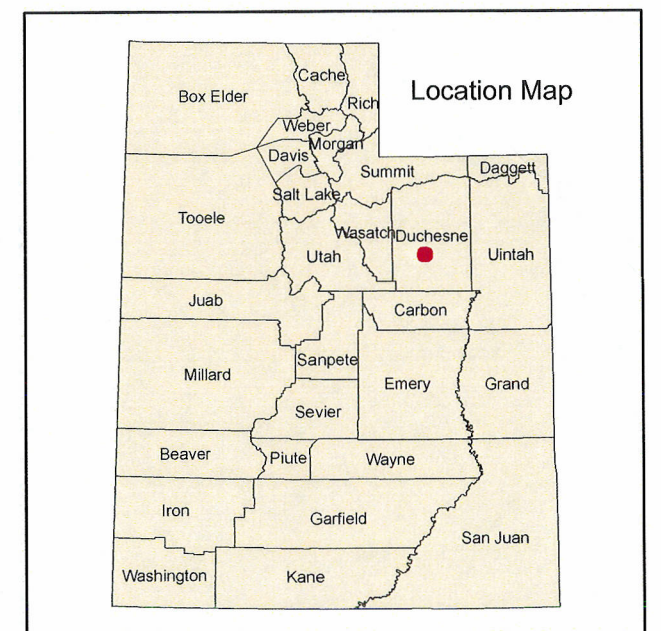 Location Map
Cache
Box Elder
Rich
Weber
Morgan
Davis
Summit
Daggett
Salt Lake
Tooele
Wasatch
Duchesne
Utah
Uintah
Juab
Carbon
Sanpete
Millard
Emery
Grand
Sevier
Beaver
Piute
Wayne
Iron
Garfield
San Juan
Washington
Kane